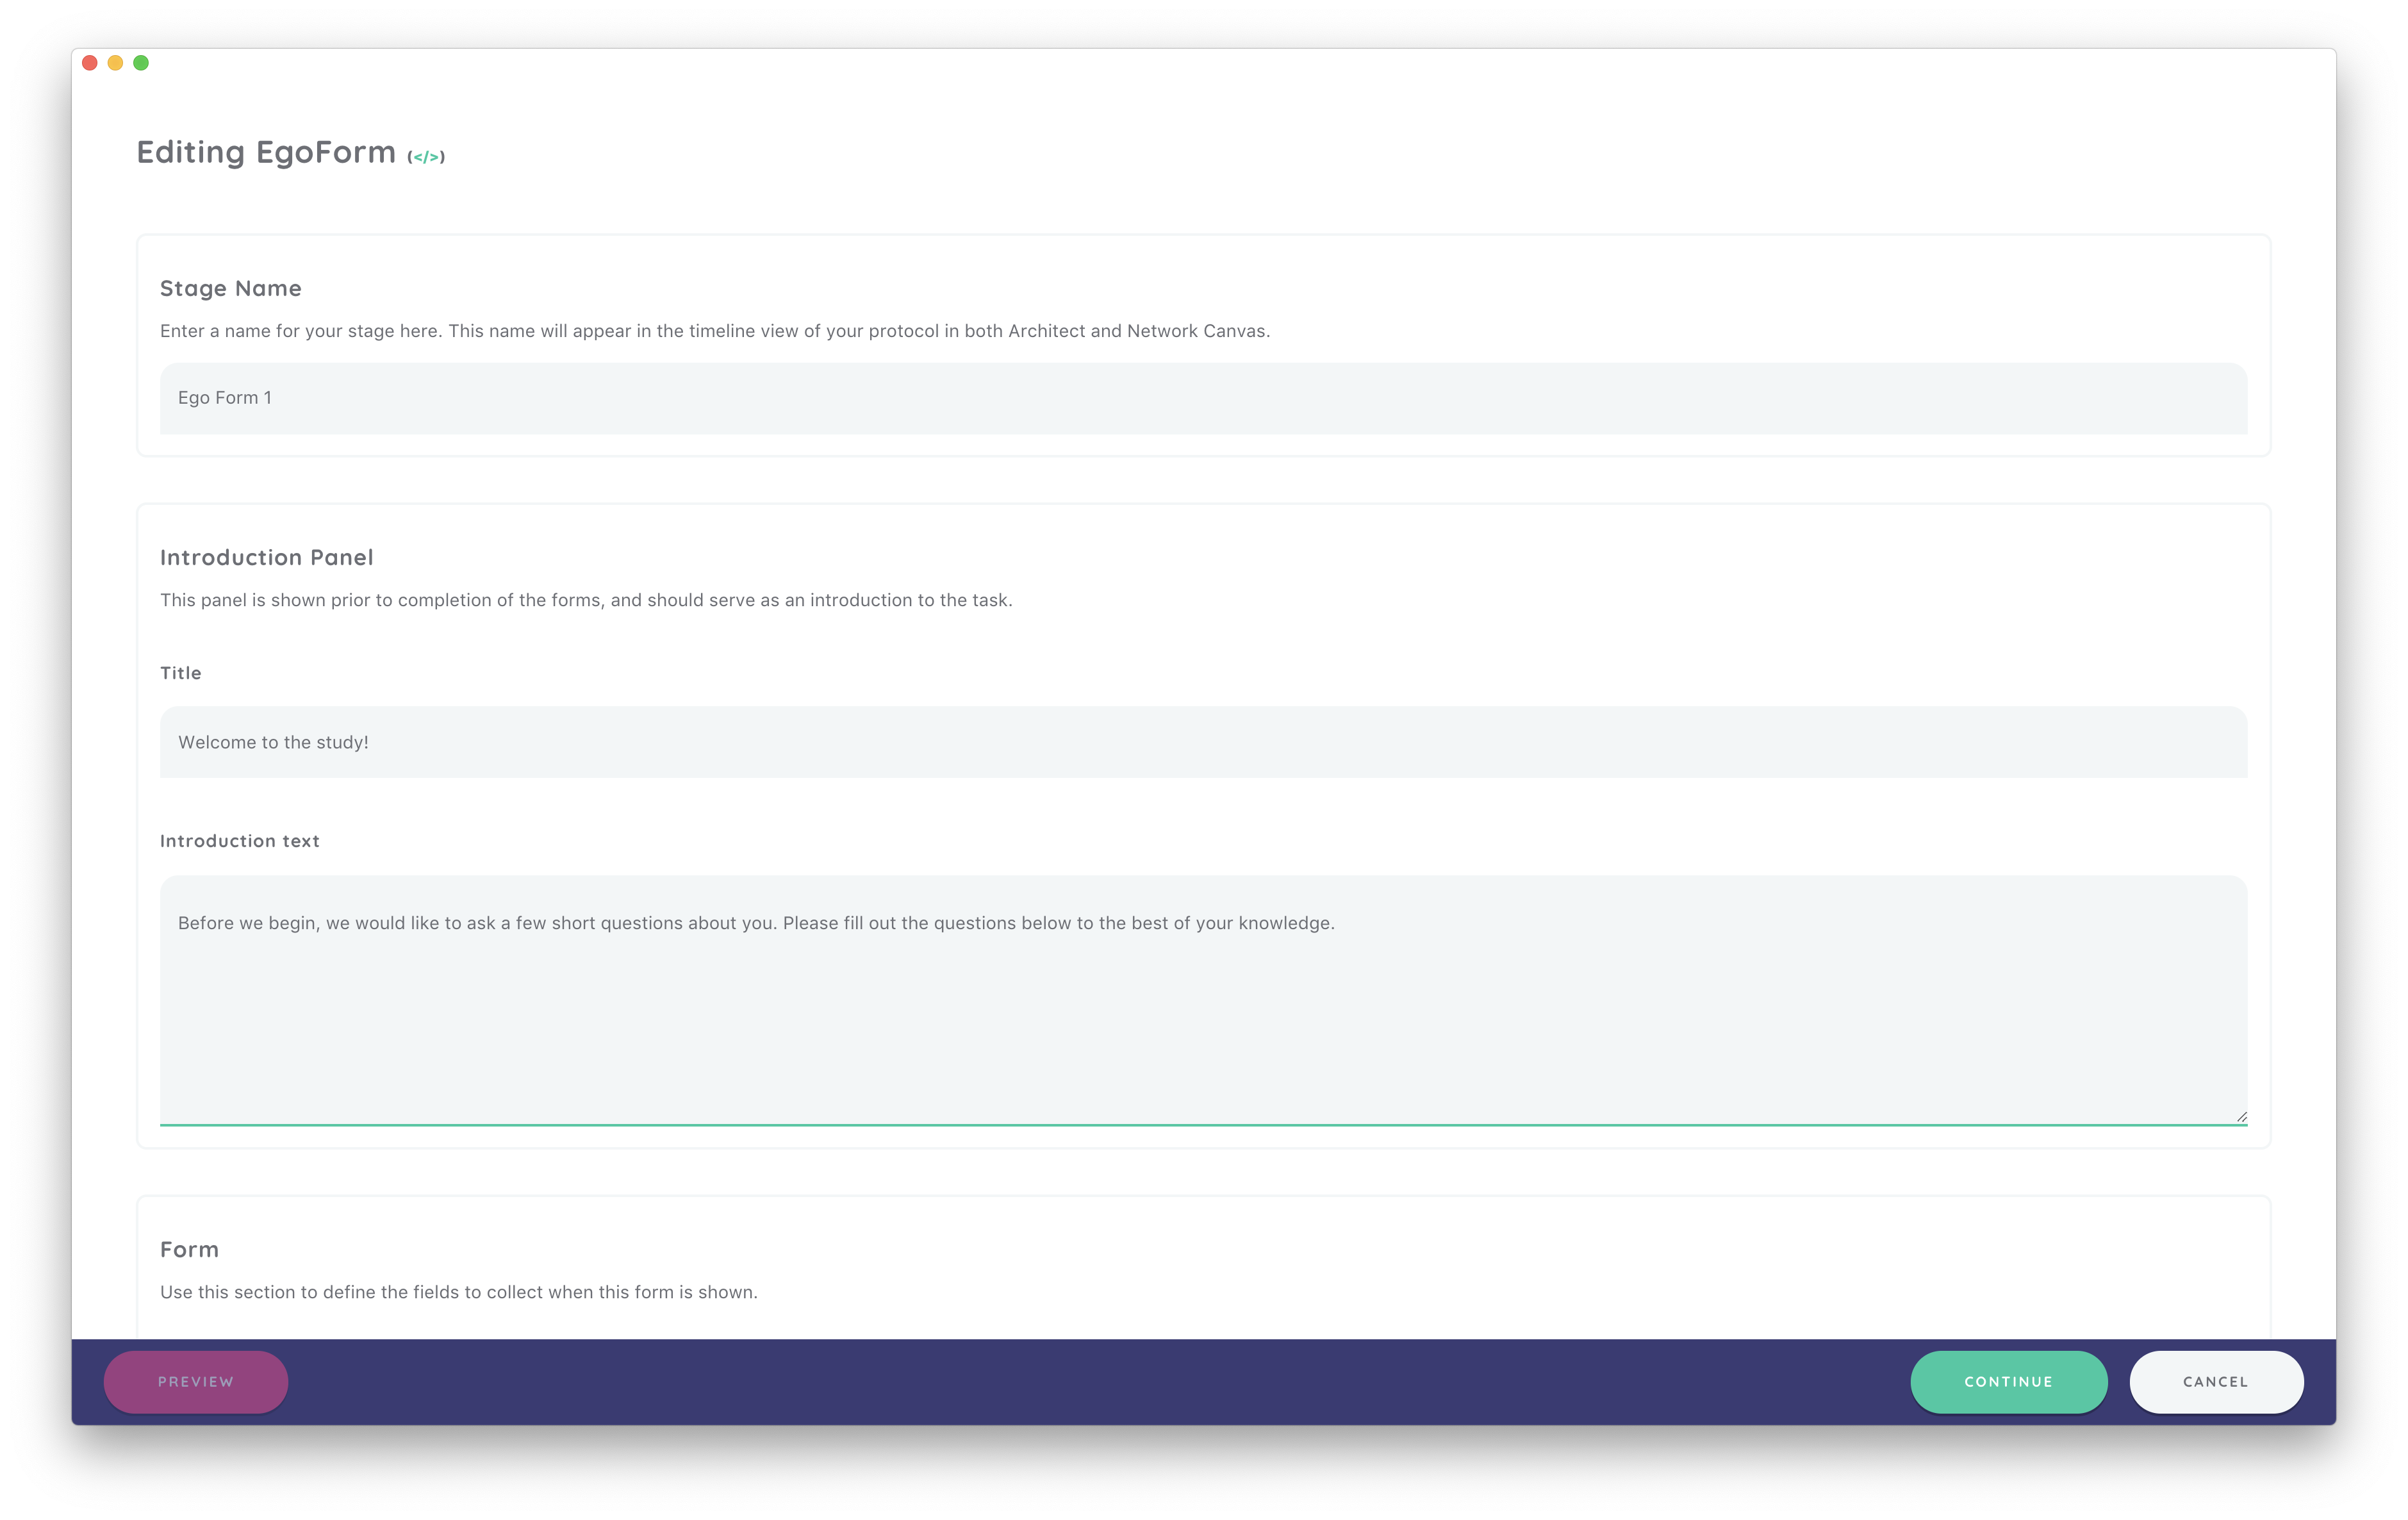 Editing EgoForm (</>)
Stage Name
Enter a name for your stage here. This name will appear in the timeline view of your protocol in both Architect and Network Canvas.
Ego Form 1
Introduction Panel
This panel is shown prior to completion of the forms, and should serve as an introduction to the task.
Title
Welcome to the study!
Introduction text
Before we begin, we would like to ask a few short questions about you. Please fill out the questions below to the best of your knowledge.
Form
Use this section to define the fields to collect when this form is shown.
PREVIEW
CONTINUE
CANCEL